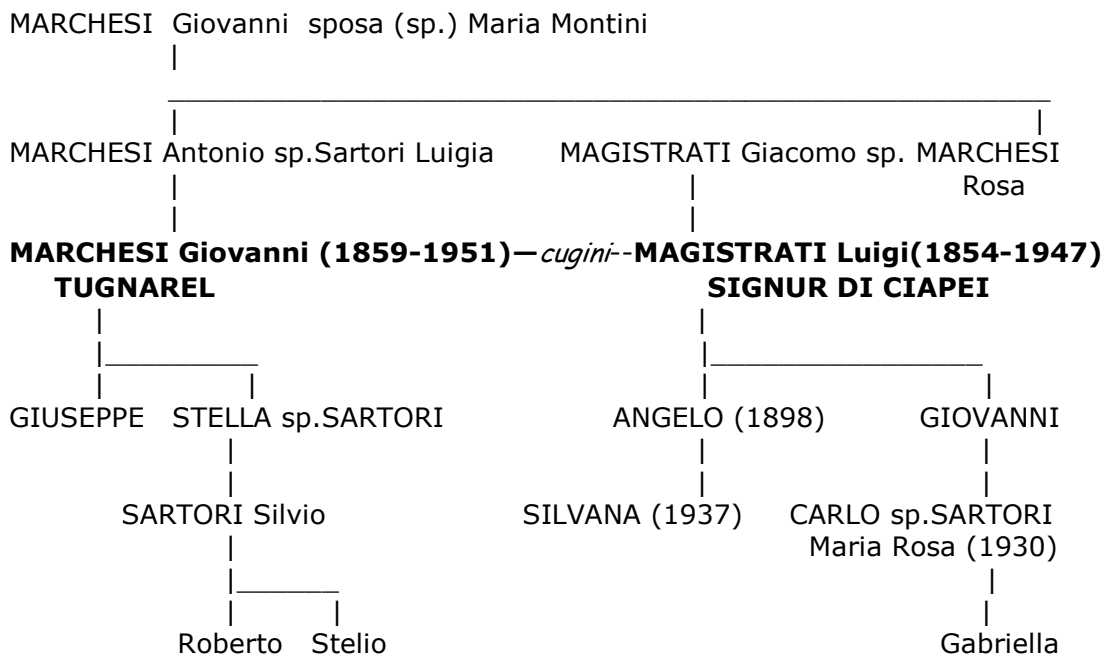 MARCHESI Giovanni sposa (sp.) Maria Montini
MARCHESI Antonio sp.Sartori Luigia MAGISTRATI Giacomo sp. MARCHESI
Rosa
MARCHESI Giovanni (1859-1951)—cugini--MAGISTRATI Luigi(1854-1947)
TUGNAREL SIGNUR DI CIAPEI
GIUSEPPE STELLA sp.SARTORI ANGELO (1898) GIOVANNI
SARTORI Silvio SILVANA (1937) CARLO sp.SARTORI
Maria Rosa (1930)
Roberto Stelio Gabriella